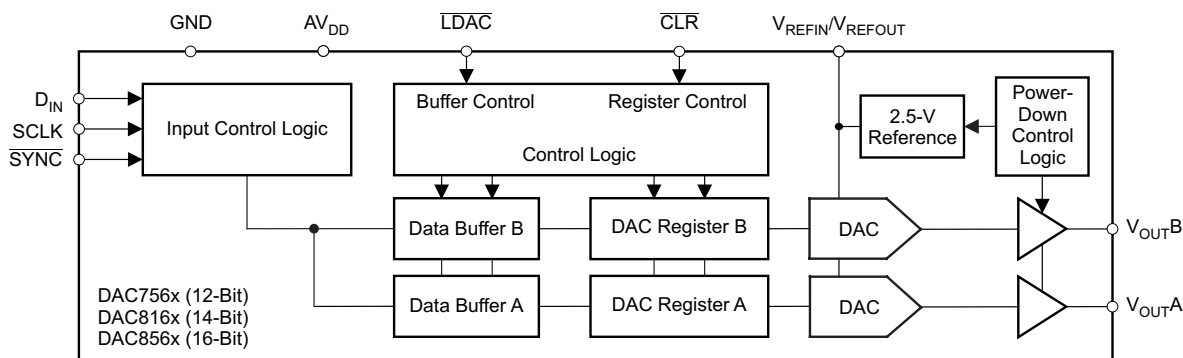 GND
AVDD
LDAC
CLR
VREFIN/VREFOUT
DIN
SCLK
SYNC
Input Control Logic
Buffer Control
Register Control
Control Logic
2.5-V
Reference
Power-
Down
Control
Logic
Data Buffer B
DAC Register B
DAC
VOUTB
Data Buffer A
DAC Register A
DAC
VOUTA
DAC756x (12-Bit)
DAC816x (14-Bit)
DAC856x (16-Bit)